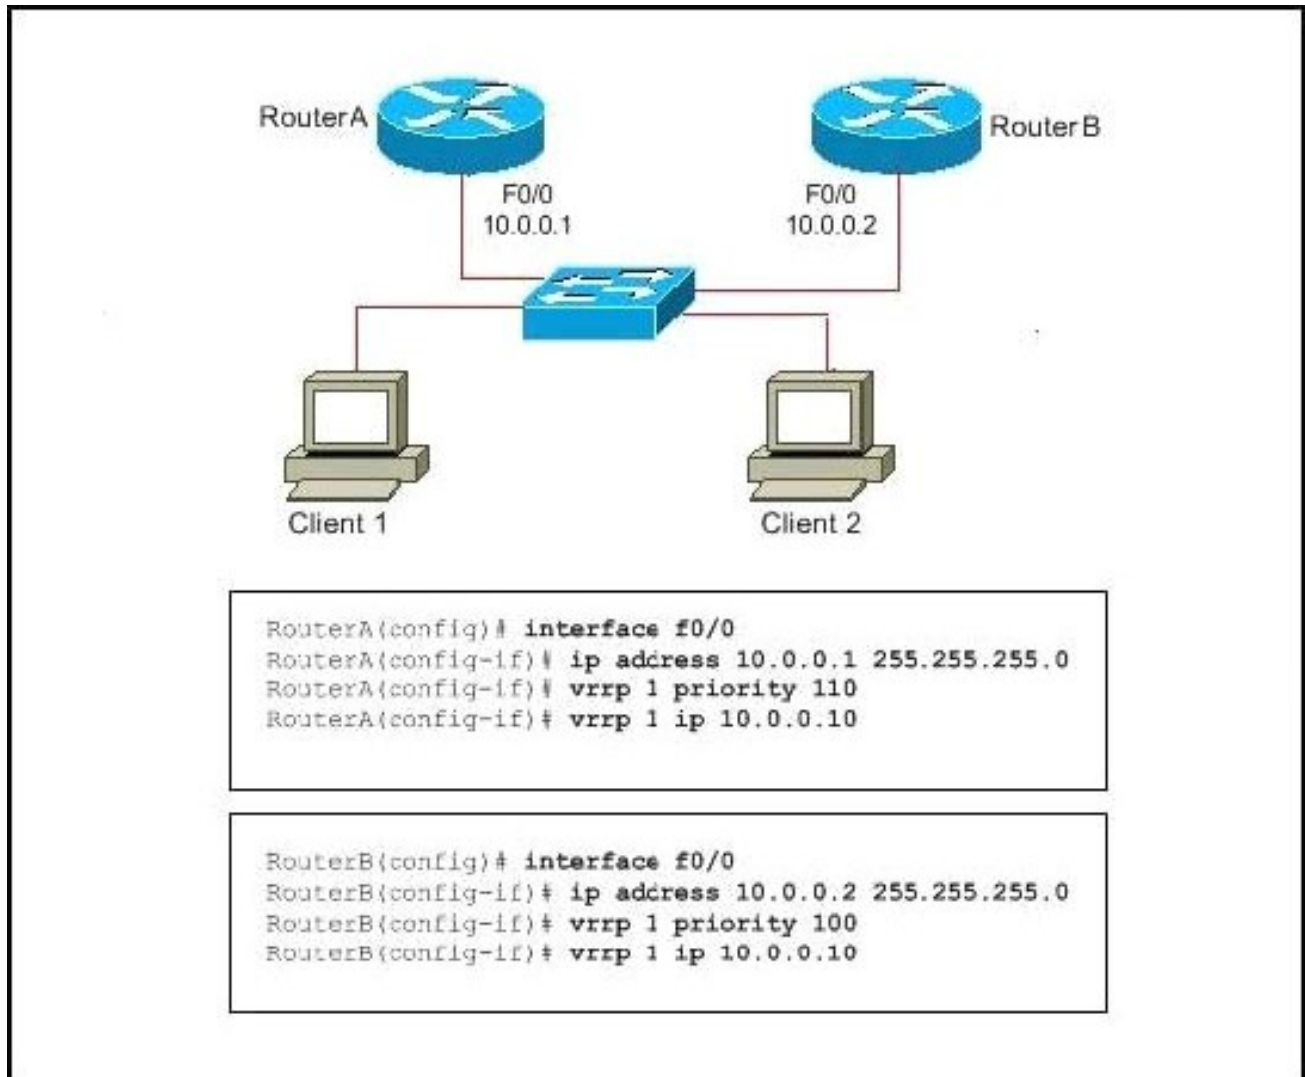 RouterA
RouterB
F0/0
10.0.0.1
F0/0
10.0.0.2
Client 1
Client 2
RouterA(config)# interface f0/0
RouterA(config-if)# ip address 10.0.0.1 255.255.255.0
RouterA(config-if)# vrrp 1 priority 110
RouterA(config-if)# vrrp 1 ip 10.0.0.10
RouterB(config)# interface f0/0
RouterB(config-if)# ip address 10.0.0.2 255.255.255.0
RouterB(config-if)# vrrp 1 priority 100
RouterB(config-if)# vrrp 1 ip 10.0.0.10